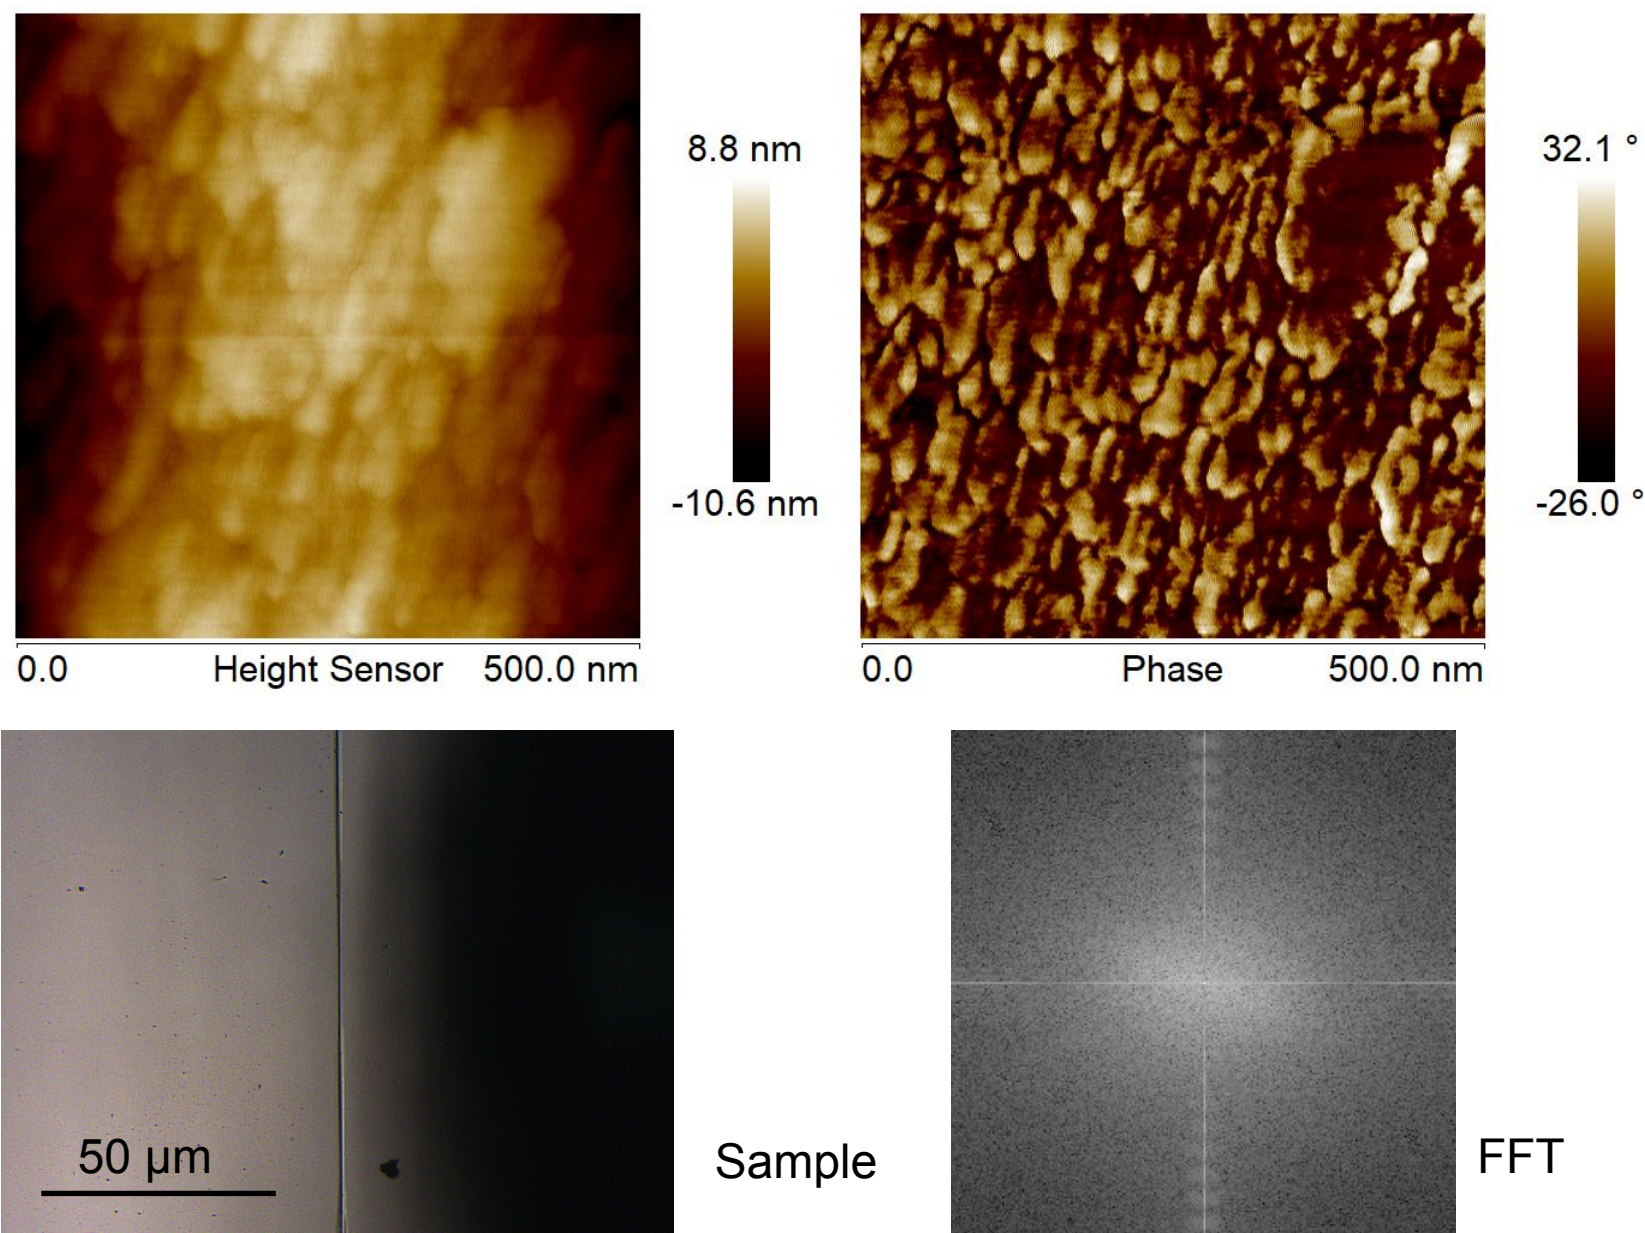 8.8 nm
-10.6 nm
0.0 Height Sensor 500.0 nm
32.1 °
-26.0 °
0.0 Phase 500.0 nm
50 µm
Sample
FFT